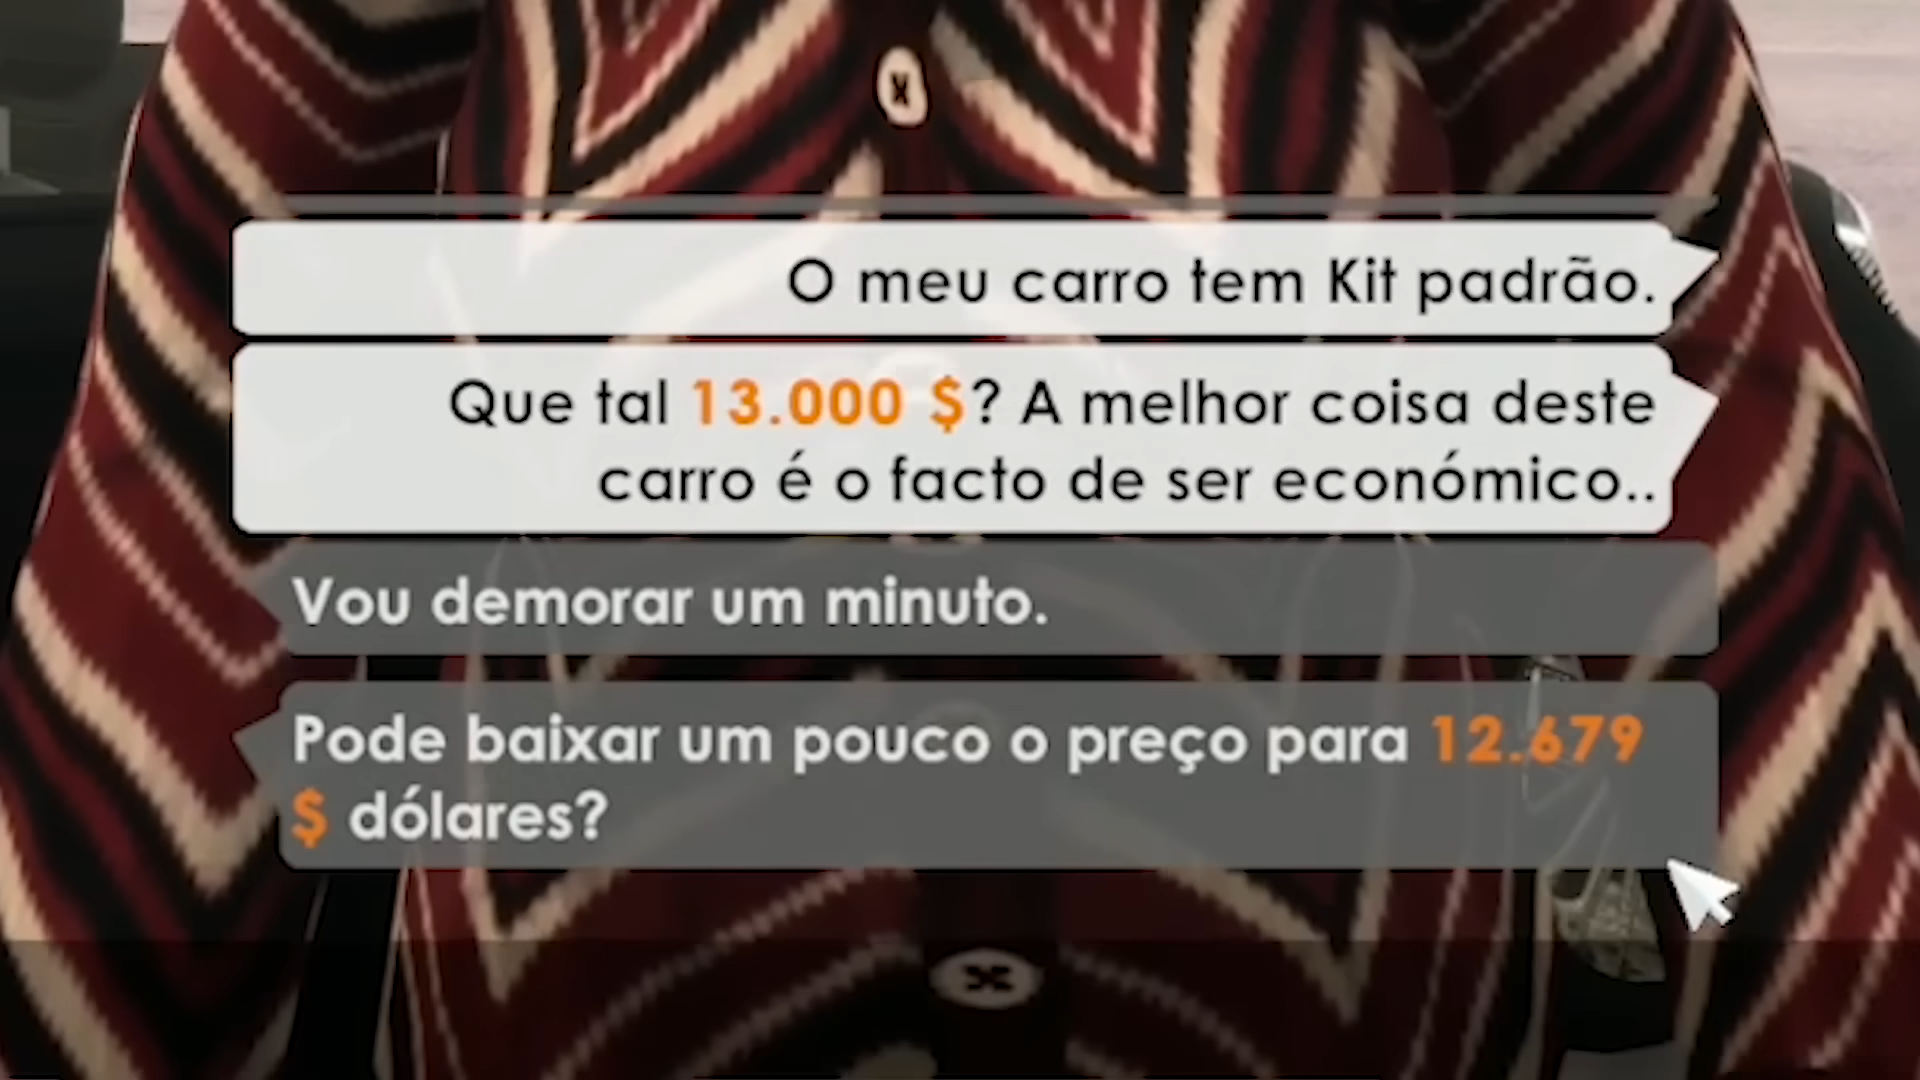 O meu carro tem Kit padrão.
Que tal 13.000 $? A melhor coisa deste
carro é o facto de ser económico..
Vou demorar um minuto.
Pode baixar um pouco o preço para 12.679
$ dólares?